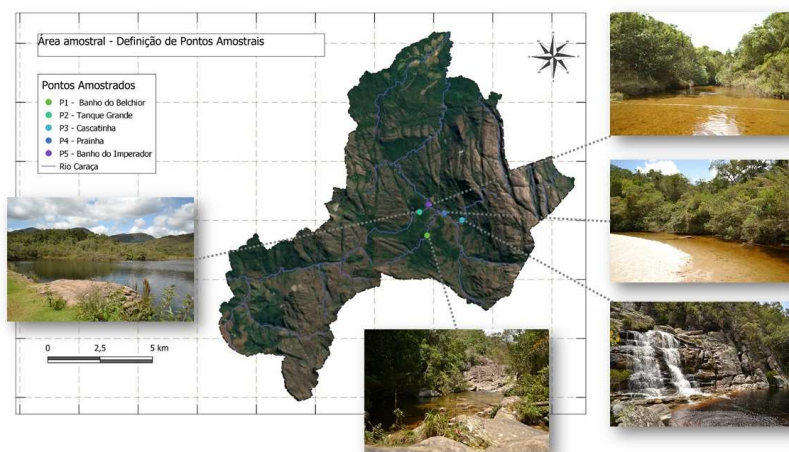 Área amostral - Definição de Pontos Amostrais
Pontos Amostrados
P1 - Banho do Belchior
P2 - Tanque Grande
P3 - Cascatinha
P4 - Prainha
P5 - Banho do Imperador
Rio Caraça
0 2,5 5 km